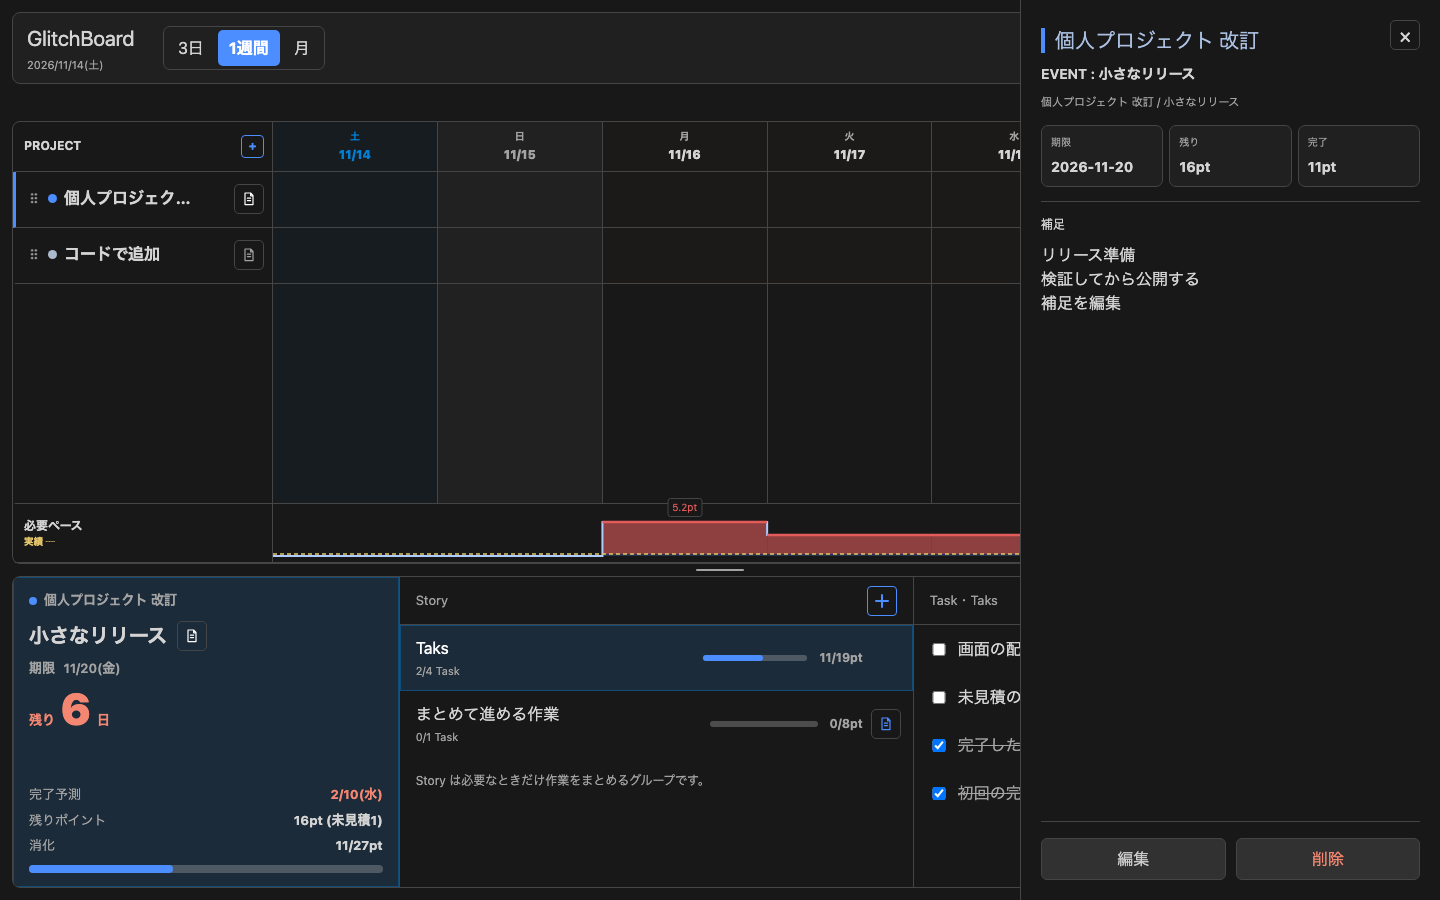 GlitchBoard
2026/11/14(土)
3日 1週間 月
PROJECT
+
土
11/14
日
11/15
月
11/16
火
11/17
水
個人プロジェク...
コードで追加
必要ペース
実績
5.2pt
個人プロジェクト 改訂
小さなリリース
期限 11/20(金)
残り 6 日
完了予測 2/10(水)
残りポイント 16pt (未見積1)
消化 11/27pt
Story
+
Taks
2/4 Task
11/19pt
まとめて進める作業
0/1 Task
0/8pt
Story は必要なときだけ作業をまとめるグループです。
Task・Taks
画面の配
未見積の
完了した
初回の完
個人プロジェクト 改訂
×
EVENT : 小さなリリース
個人プロジェクト 改訂 / 小さなリリース
期限
2026-11-20
残り
16pt
完了
11pt
補足
リリース準備
検証してから公開する
補足を編集
編集
削除